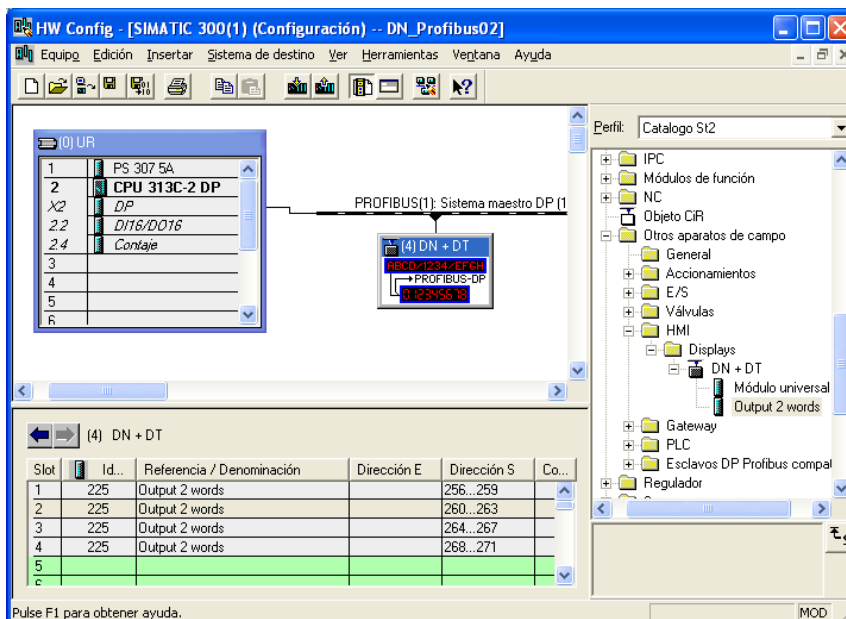 HW Config - [SIMATIC 300(1) (Configuración) -- DN_Profibus02]
Equipo Edición Insertar Sistema de destino Ver Herramientas Ventana Ayuda
(0) UR
1 PS 307 5A
2 CPU 313C-2 DP
X2 DP
2.2 DI16/DO16
2.4 Contaje
3
4
5
6
PROFIBUS(1): Sistema maestro DP (1
(4) DN + DT
ABCD/1234/EFGH
PROFIBUS-DP
012345678
Perfil: Catalogo St2
IPC
Módulos de función
NC
Objeto CiR
Otros aparatos de campo
General
Accionamientos
E/S
Válvulas
HMI
Displays
DN + DT
Módulo universal
Output 2 words
Gateway
PLC
Esclavos DP Profibus compat
Regulador
(4) DN + DT
Slot Id... Referencia / Denominación Dirección E Dirección S Co...
1 225 Output 2 words 256...259
2 225 Output 2 words 260...263
3 225 Output 2 words 264...267
4 225 Output 2 words 268...271
5
6
Pulse F1 para obtener ayuda.
MOD